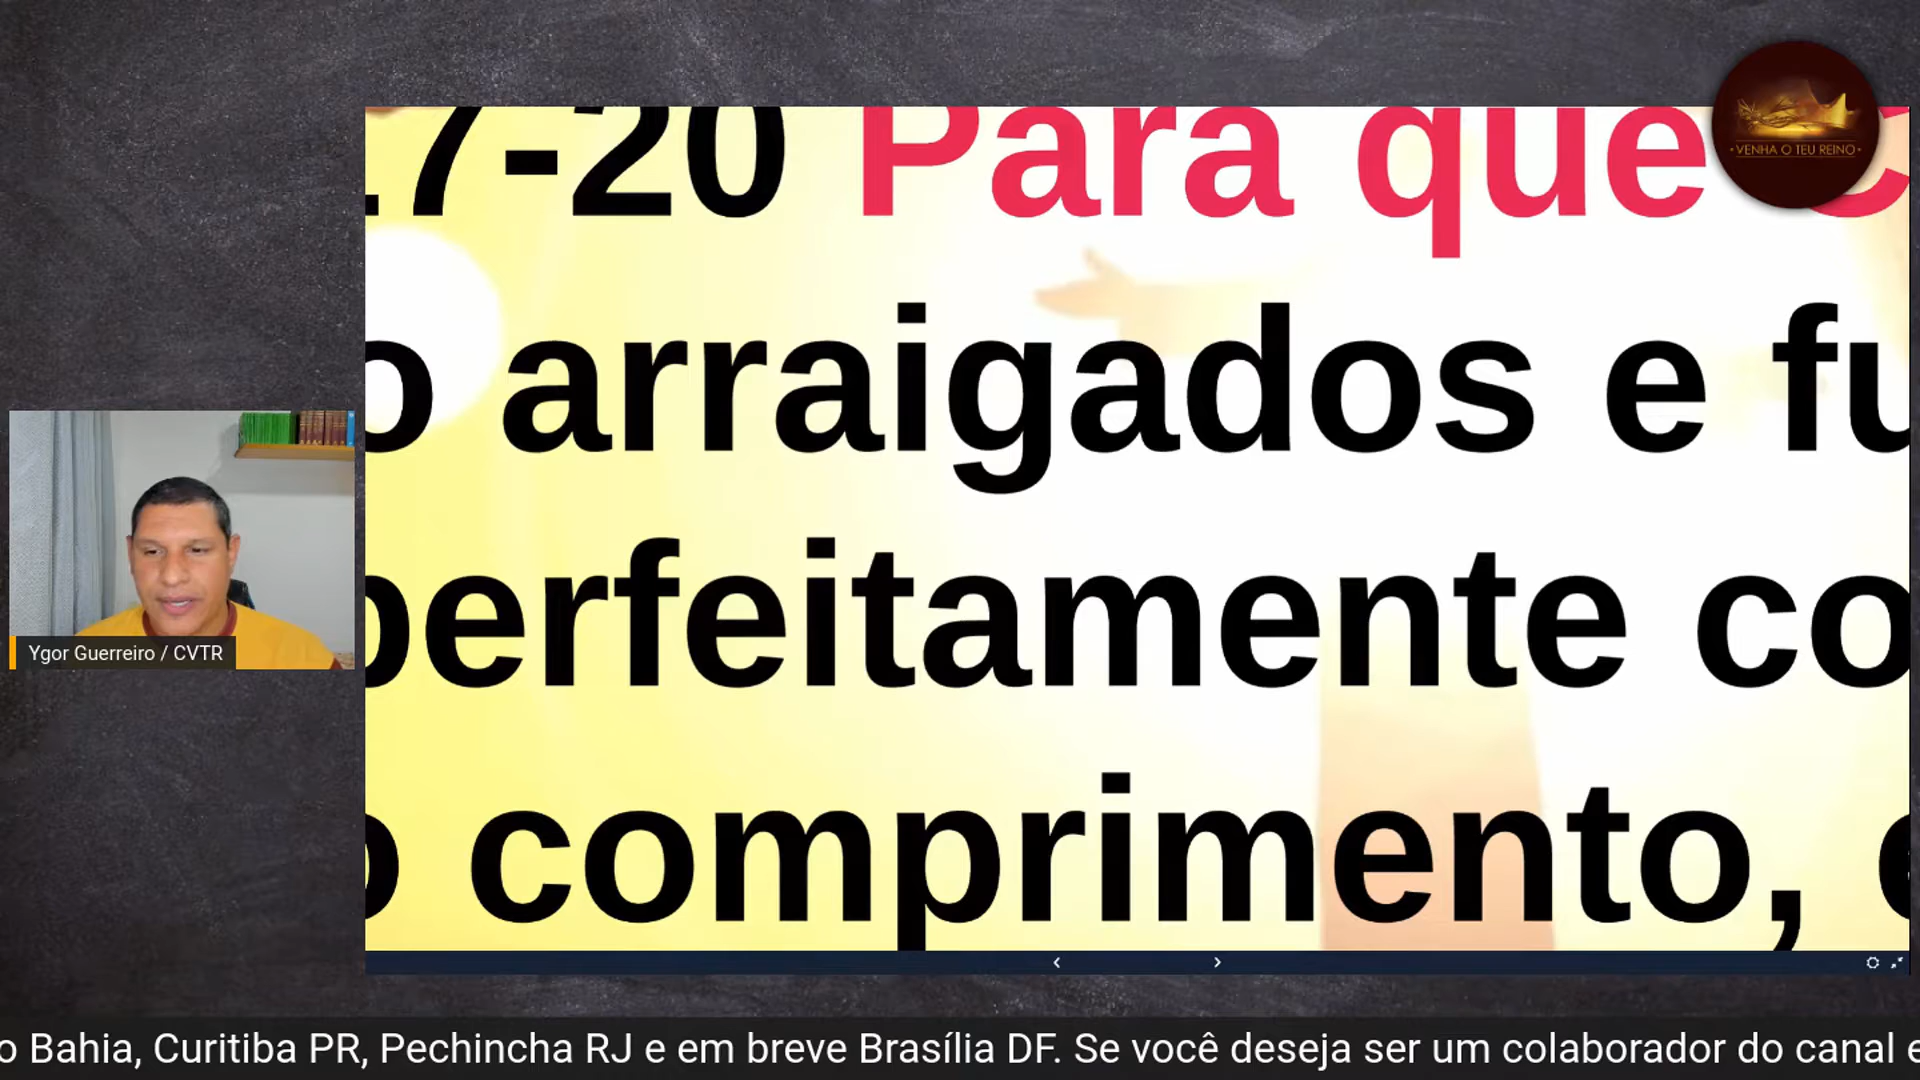 17-20 Para que
o arraigados e fu
perfeitamente co
o comprimento, e
• VENHA O TEU REINO •
Ygor Guerreiro / CVTR
o Bahia, Curitiba PR, Pechincha RJ e em breve Brasília DF. Se você deseja ser um colaborador do canal e